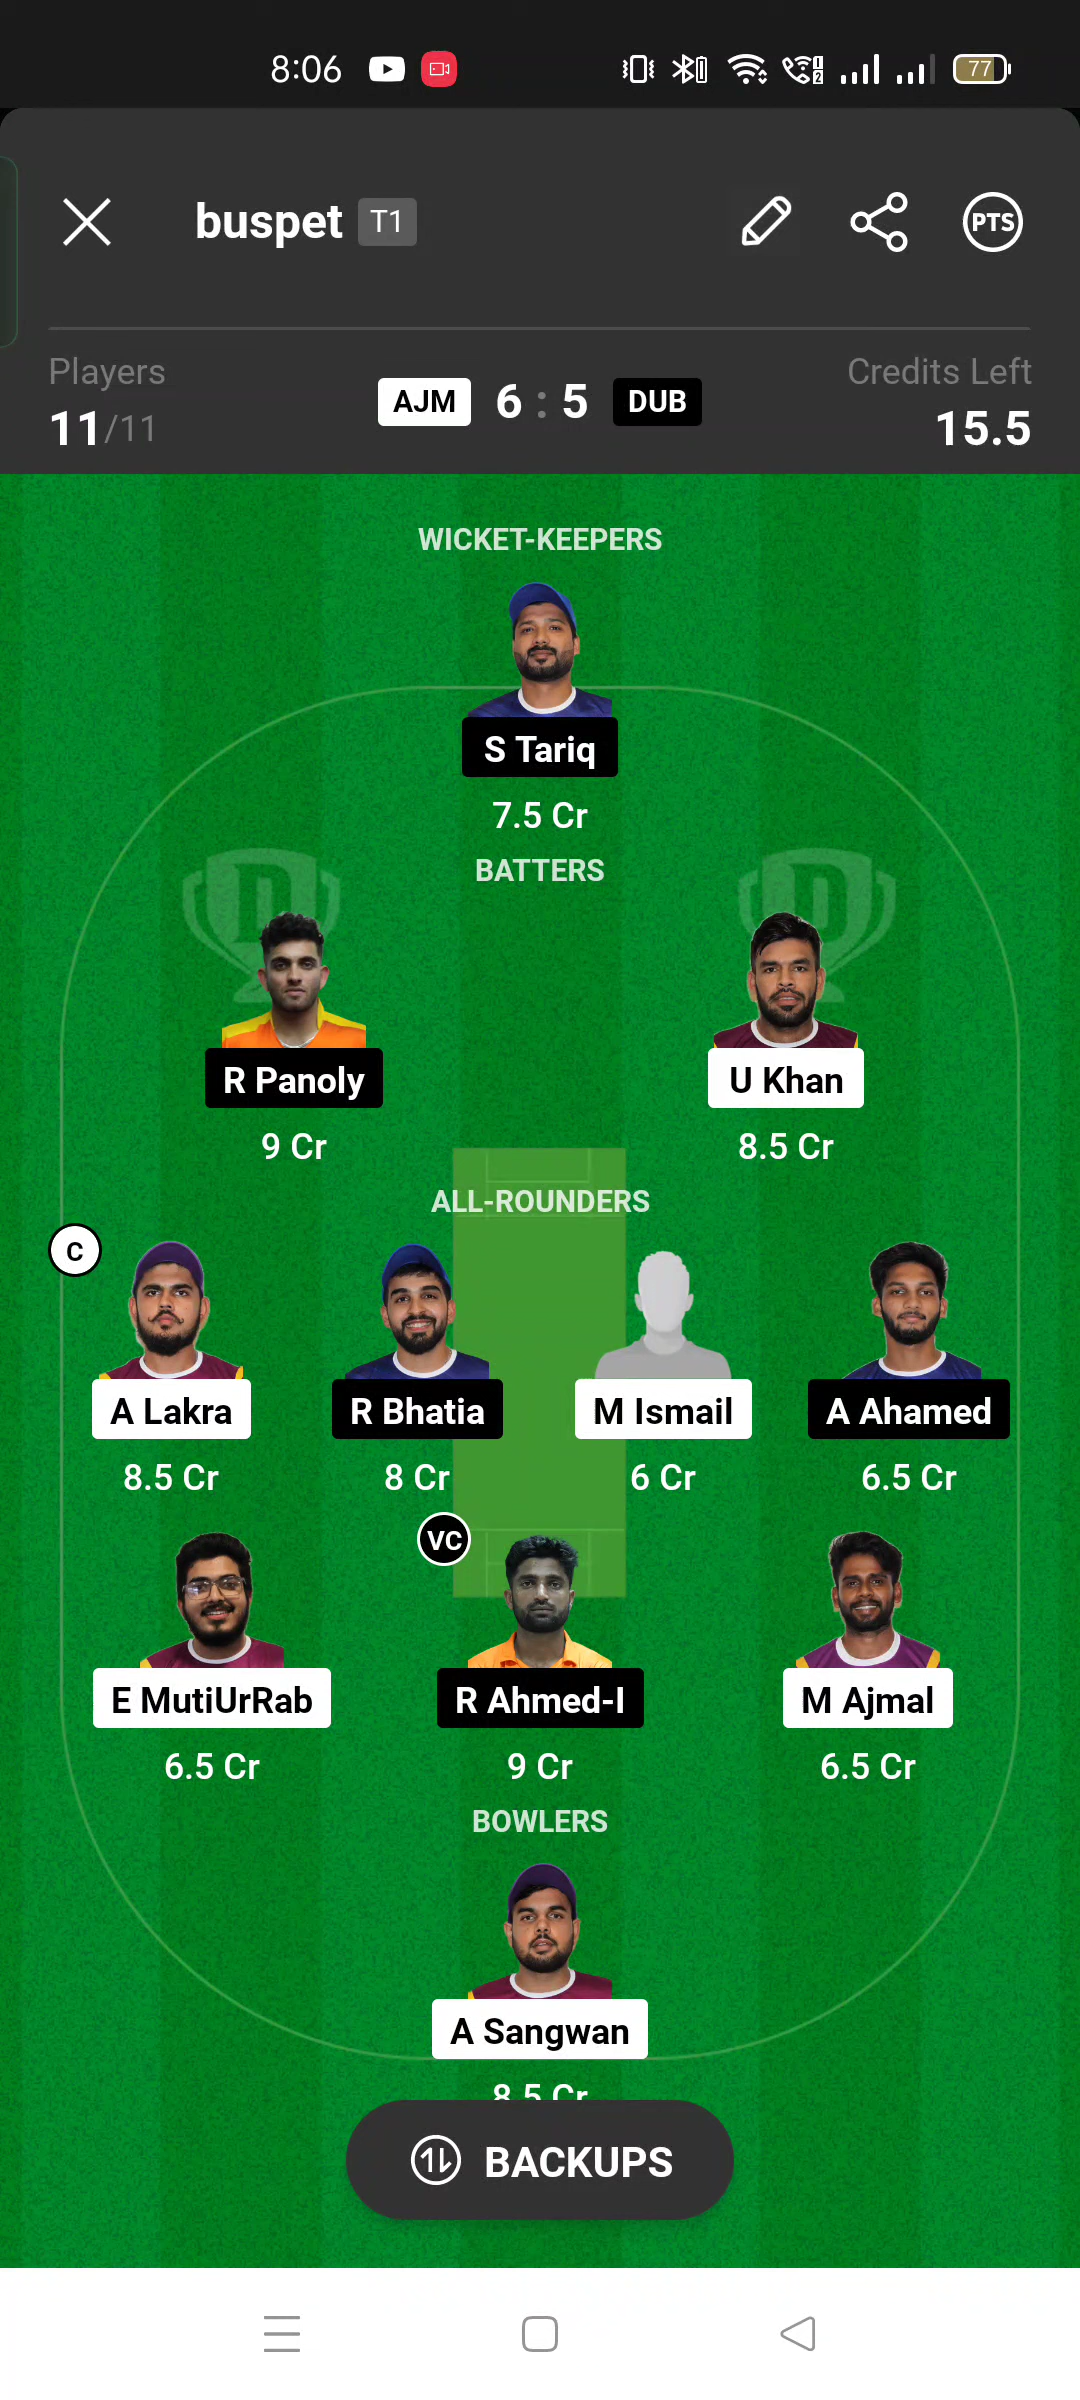 8:06
77
buspet T1
PTS
Players
Credits Left
11/11
AJM 6 : 5 DUB
15.5
WICKET-KEEPERS
S Tariq
7.5 Cr
BATTERS
R Panoly
U Khan
9 Cr
8.5 Cr
ALL-ROUNDERS
C
A Lakra
R Bhatia
M Ismail
A Ahamed
8.5 Cr
8 Cr
6 Cr
6.5 Cr
VC
E MutiUrRab
R Ahmed-I
M Ajmal
6.5 Cr
9 Cr
6.5 Cr
BOWLERS
A Sangwan
8.5 Cr
BACKUPS